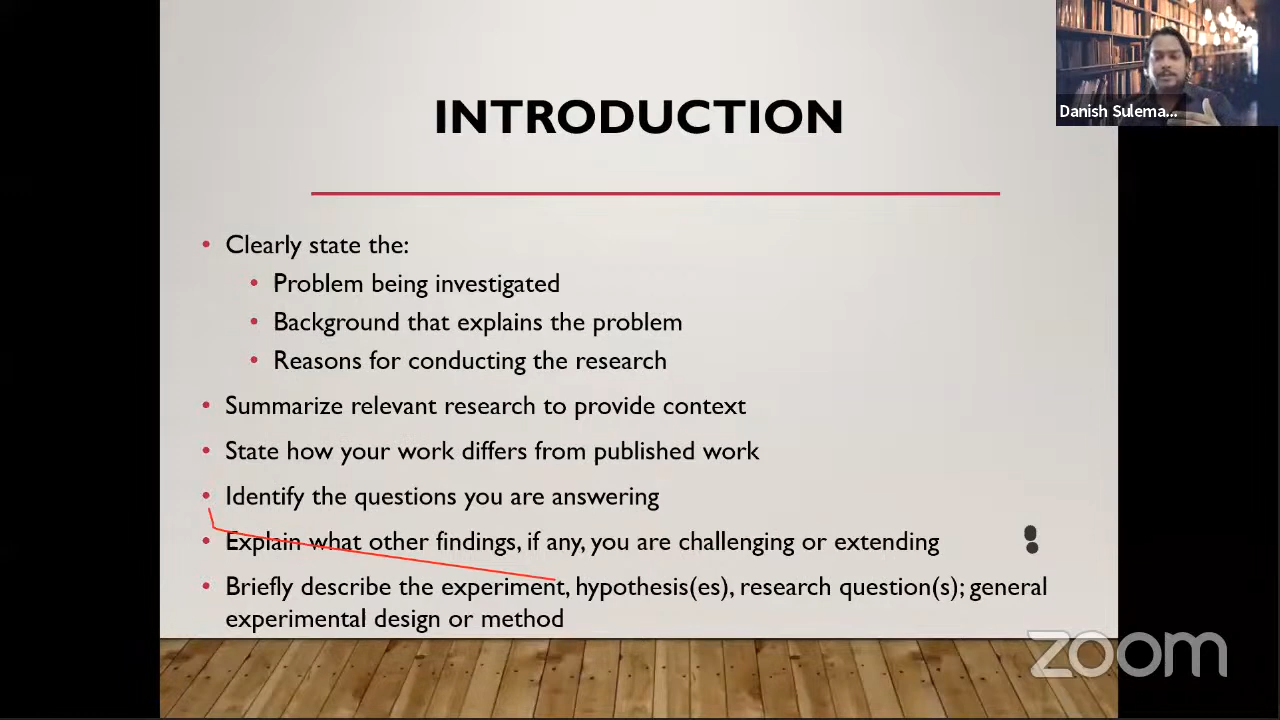 INTRODUCTION
Danish Sulema...
• Clearly state the:
• Problem being investigated
• Background that explains the problem
• Reasons for conducting the research
• Summarize relevant research to provide context
• State how your work differs from published work
• Identify the questions you are answering
• Explain what other findings, if any, you are challenging or extending
• Briefly describe the experiment, hypothesis(es), research question(s); general
experimental design or method
zoom